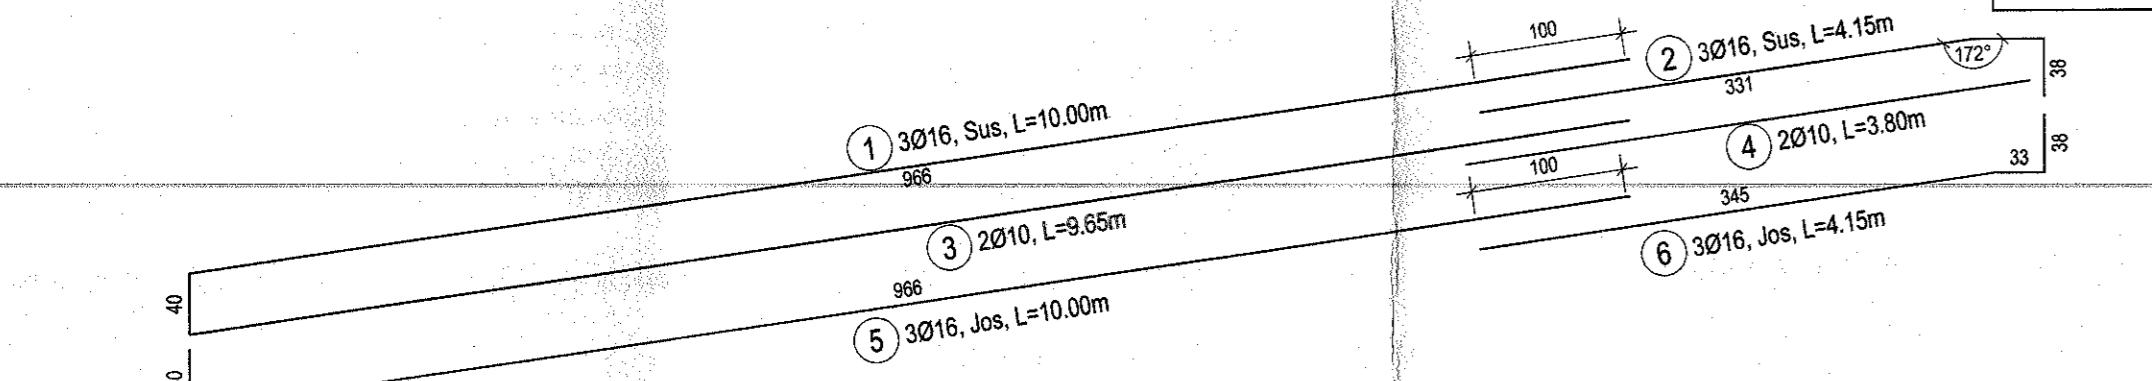 100
2 3Ø16, Sus, L=4.15m
172°
38
331
1 3Ø16, Sus, L=10.00m
966
4 2Ø10, L=3.80m
38
33
100
345
3 2Ø10, L=9.65m
6 3Ø16, Jos, L=4.15m
40
966
5 3Ø16, Jos, L=10.00m
0